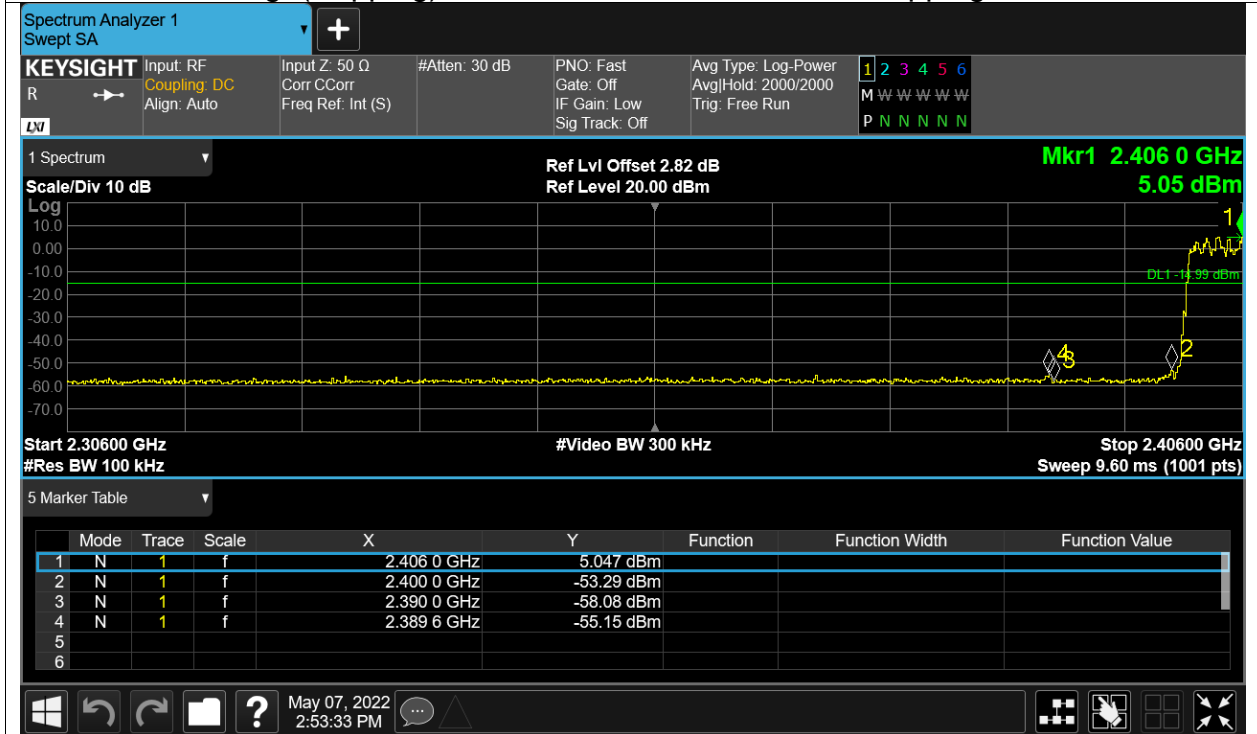 Spectrum Analyzer 1
Swept SA
+
KEYSIGHT Input: RF Input Z: 50 Ω #Atten: 30 dB PNO: Fast Avg Type: Log-Power 1 2 3 4 5 6
R Coupling: DC Corr CCorr Gate: Off Avg|Hold: 2000/2000 M W W W W W
Align: Auto Freq Ref: Int (S) IF Gain: Low Trig: Free Run
LXI Sig Track: Off P N N N N N
1 Spectrum Ref Lvl Offset 2.82 dB Mkr1 2.406 0 GHz
Scale/Div 10 dB Ref Level 20.00 dBm 5.05 dBm
Log
1
10.0
0.00
-10.0
DL1 -14.99 dBm
-20.0
-30.0
-40.0
4 3 2
-50.0
-60.0
-70.0
Start 2.30600 GHz #Video BW 300 kHz Stop 2.40600 GHz
#Res BW 100 kHz Sweep 9.60 ms (1001 pts)
5 Marker Table
Mode Trace Scale X Y Function Function Width Function Value
1 N 1 f 2.406 0 GHz 5.047 dBm
2 N 1 f 2.400 0 GHz -53.29 dBm
3 N 1 f 2.390 0 GHz -58.08 dBm
4 N 1 f 2.389 6 GHz -55.15 dBm
5
6
? May 07, 2022
2:53:33 PM